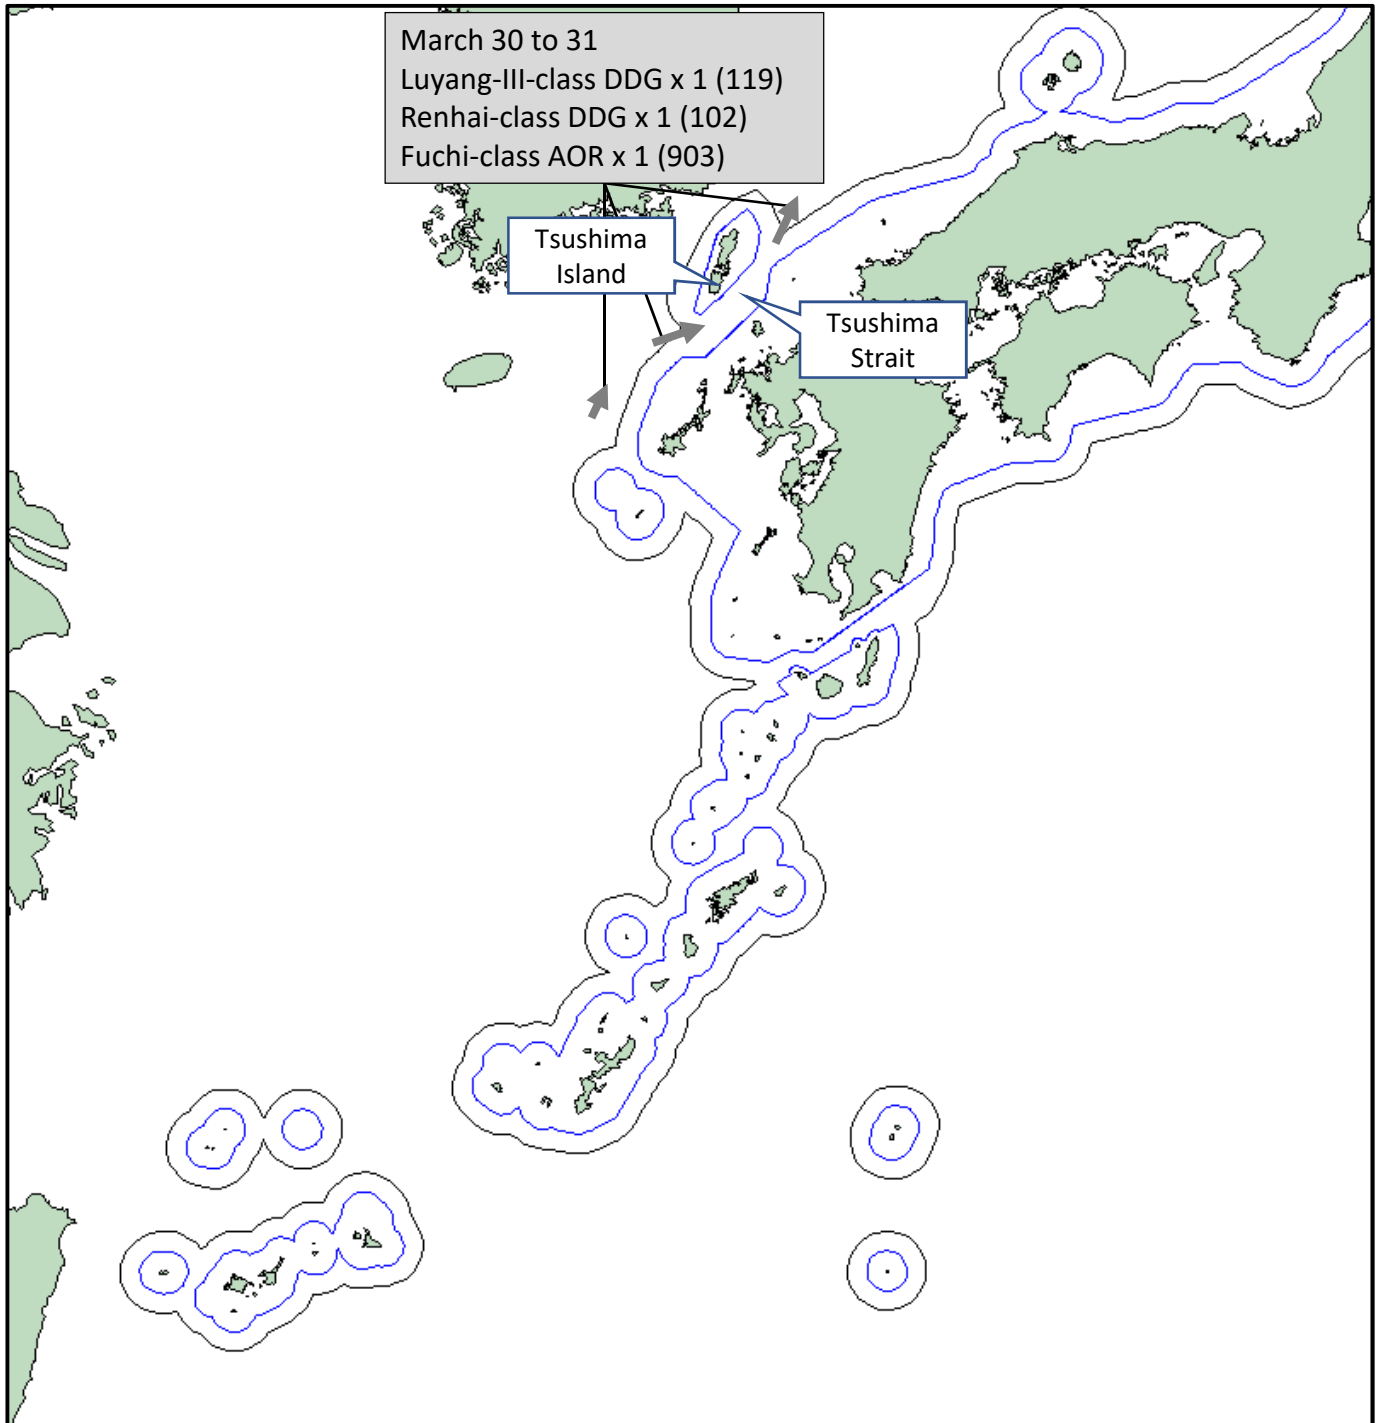 March 30 to 31
Luyang-III-class DDG x 1 (119)
Renhai-class DDG x 1 (102)
Fuchi-class AOR x 1 (903)
Tsushima
Island
Tsushima
Strait